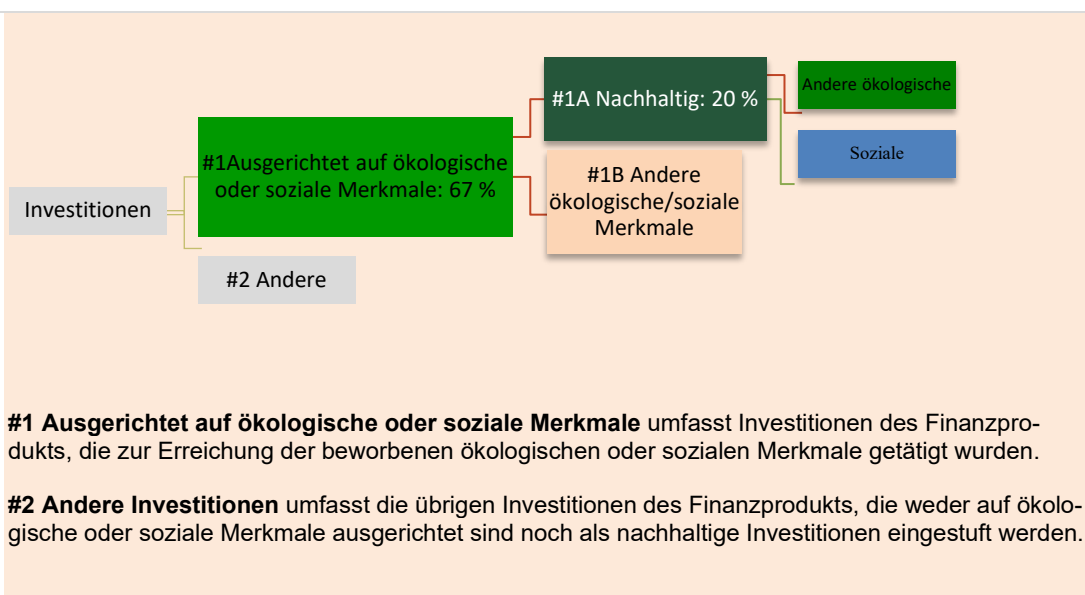 Investitionen
#1Ausgerichtet auf ökologische
oder soziale Merkmale: 67 %
#2 Andere
#1A Nachhaltig: 20 %
#1B Andere
ökologische/soziale
Merkmale
Andere ökologische
Soziale
#1 Ausgerichtet auf ökologische oder soziale Merkmale umfasst Investitionen des Finanzpro-
dukts, die zur Erreichung der beworbenen ökologischen oder sozialen Merkmale getätigt wurden.
#2 Andere Investitionen umfasst die übrigen Investitionen des Finanzprodukts, die weder auf ökolo-
gische oder soziale Merkmale ausgerichtet sind noch als nachhaltige Investitionen eingestuft werden.